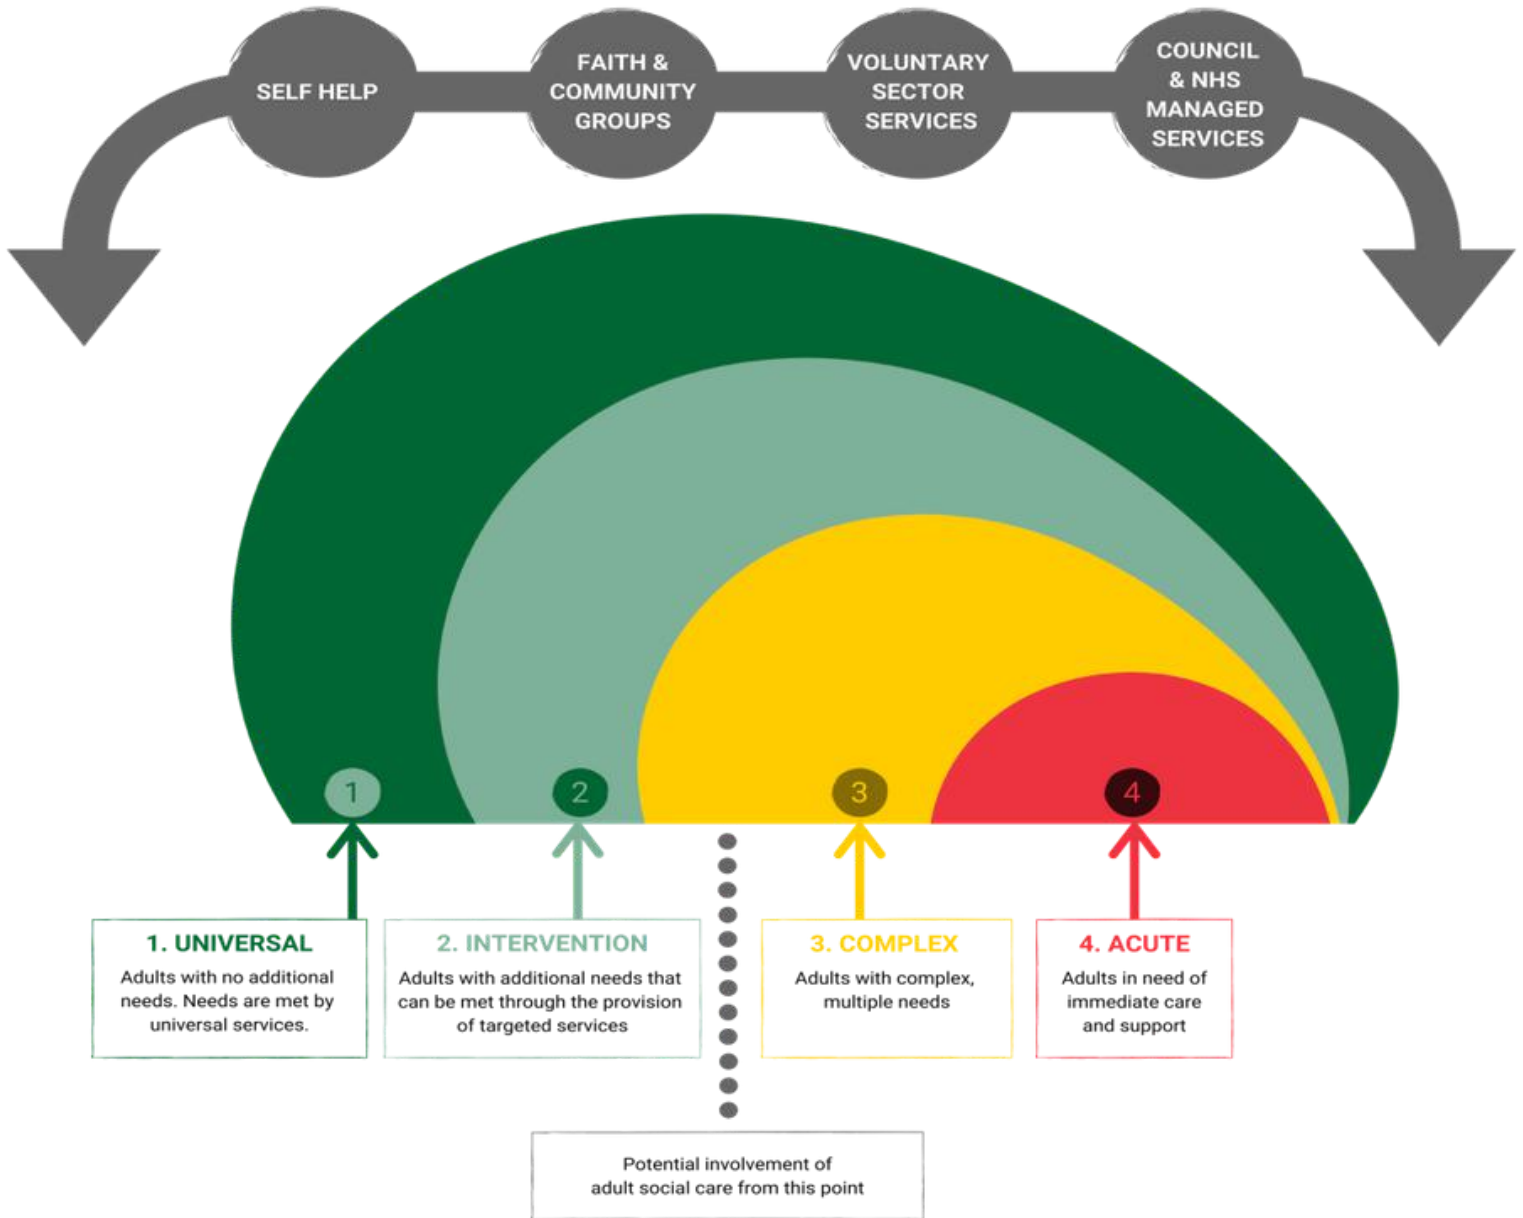 SELF HELP
FAITH &
COMMUNITY
GROUPS
VOLUNTARY
SECTOR
SERVICES
COUNCIL
& NHS
MANAGED
SERVICES
1
2
3
4
1. UNIVERSAL
Adults with no additional
needs. Needs are met by
universal services.
2. INTERVENTION
Adults with additional needs that
can be met through the provision
of targeted services
3. COMPLEX
Adults with complex,
multiple needs
4. ACUTE
Adults in need of
immediate care
and support
Potential involvement of
adult social care from this point